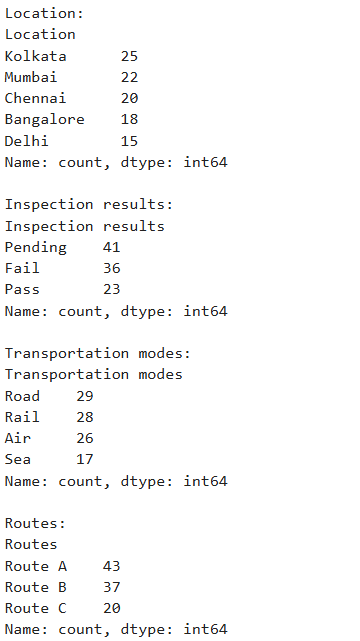 Location:
Location
Kolkata      25
Mumbai       22
Chennai      20
Bangalore    18
Delhi        15
Name: count, dtype: int64

Inspection results:
Inspection results
Pending    41
Fail       36
Pass       23
Name: count, dtype: int64

Transportation modes:
Transportation modes
Road    29
Rail    28
Air     26
Sea     17
Name: count, dtype: int64

Routes:
Routes
Route A    43
Route B    37
Route C    20
Name: count, dtype: int64